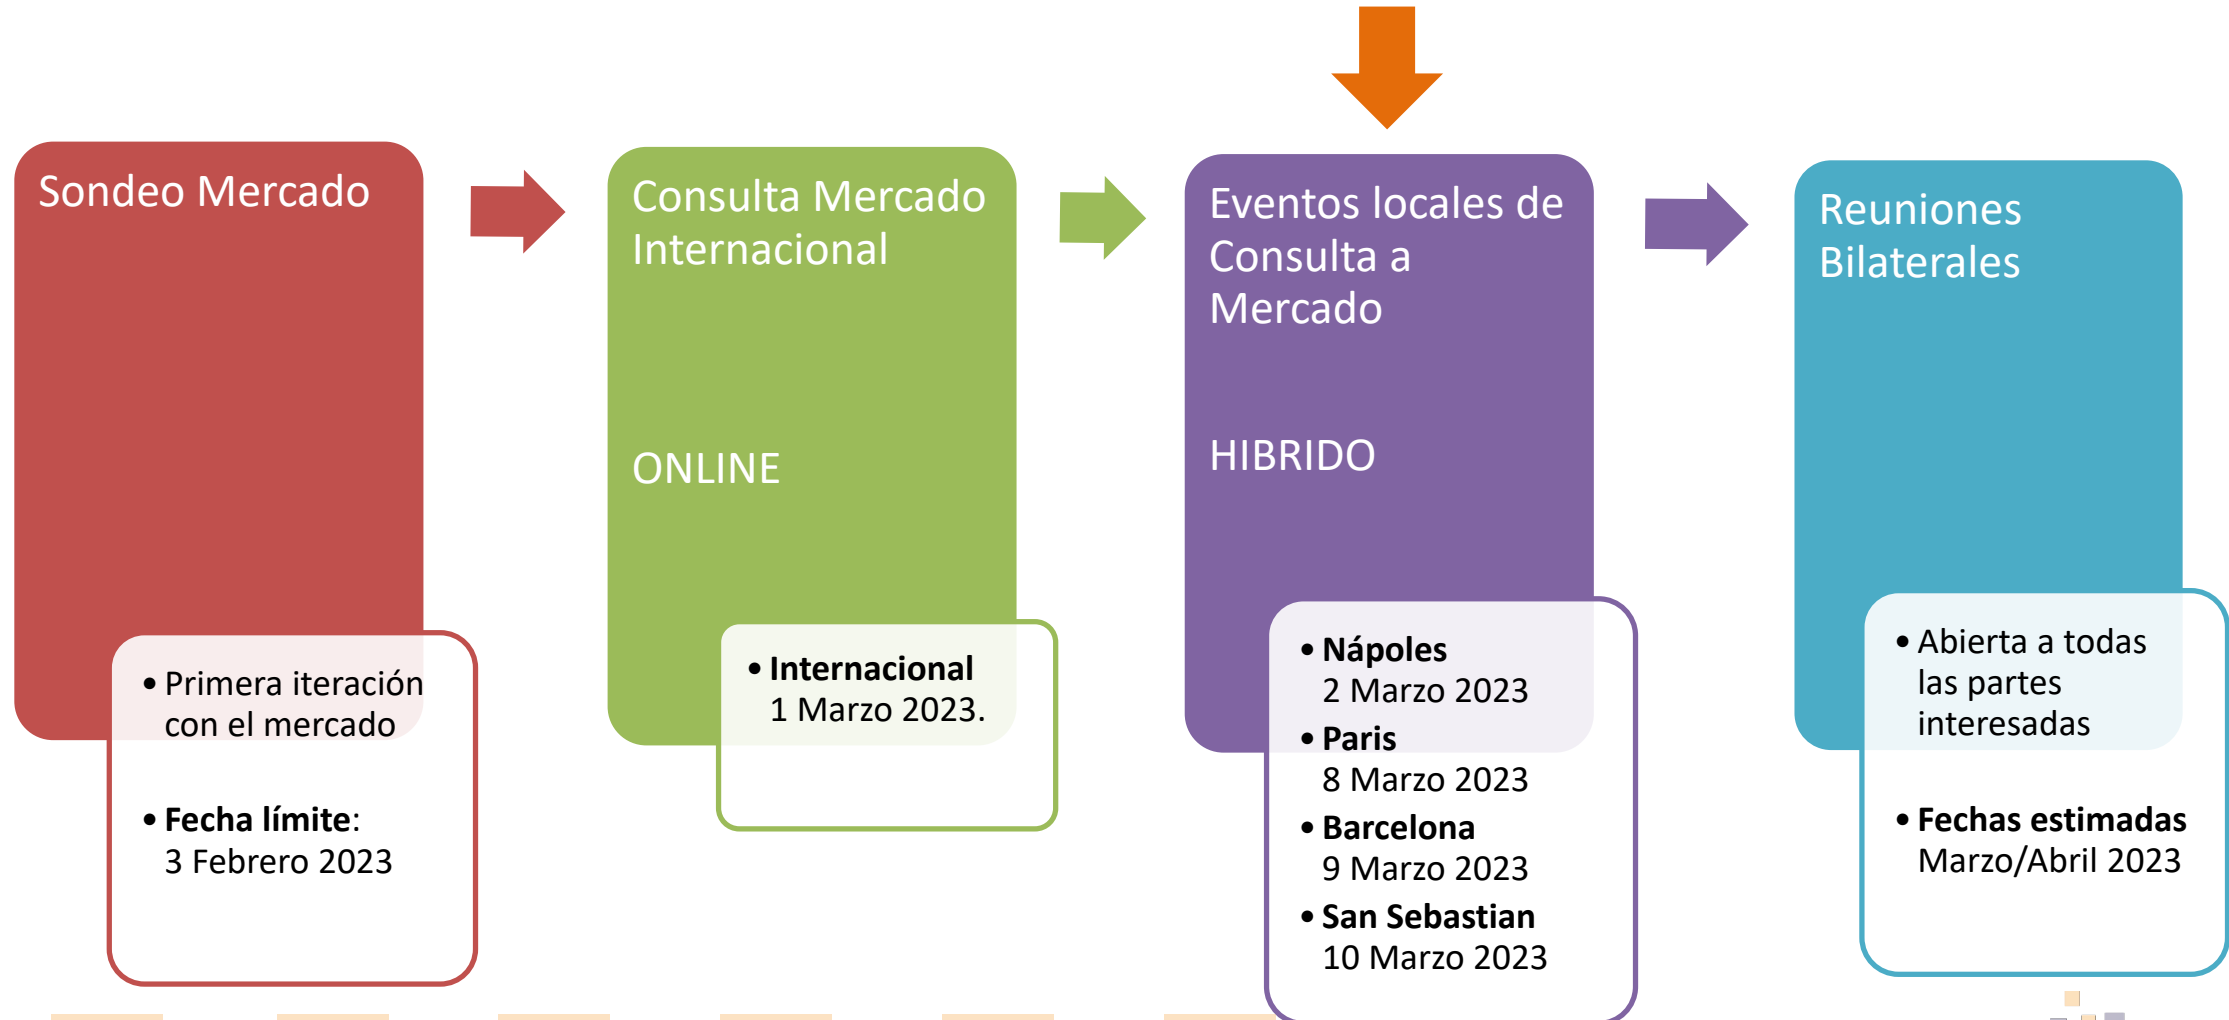 Sondeo Mercado
• Primera iteración
con el mercado
• Fecha límite:
3 Febrero 2023
Consulta Mercado
Internacional
ONLINE
• Internacional
1 Marzo 2023.
Eventos locales de
Consulta a
Mercado
HIBRIDO
• Nápoles
2 Marzo 2023
• Paris
8 Marzo 2023
• Barcelona
9 Marzo 2023
• San Sebastian
10 Marzo 2023
Reuniones
Bilaterales
• Abierta a todas
las partes
interesadas
• Fechas estimadas
Marzo/Abril 2023